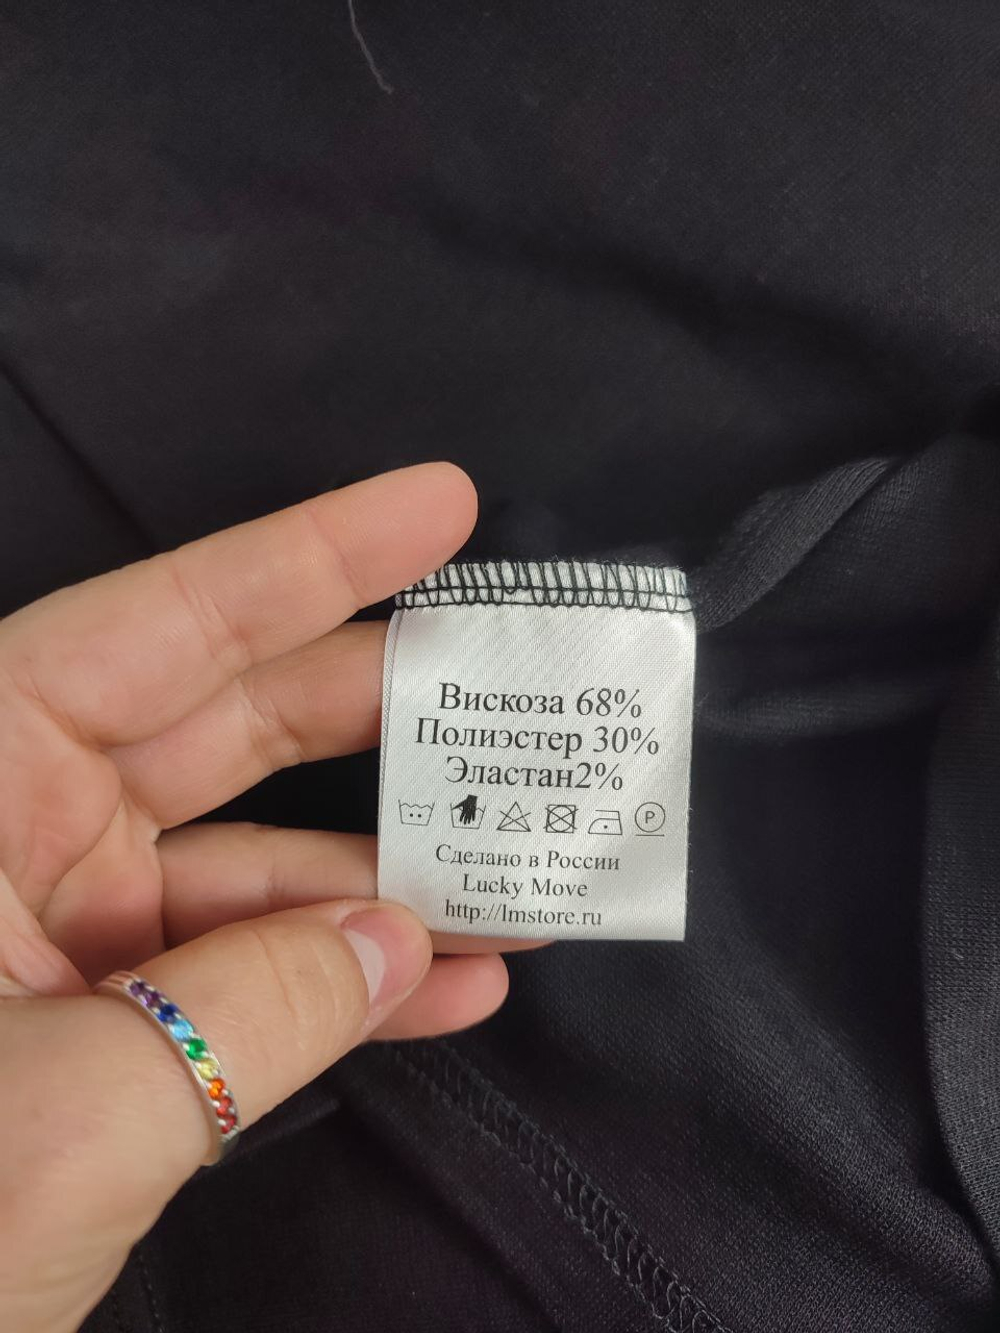 Вискоза 68%
Полиэстер 30%
Эластан2%
P
Сделано в России
Lucky Move
http://lmstore.ru